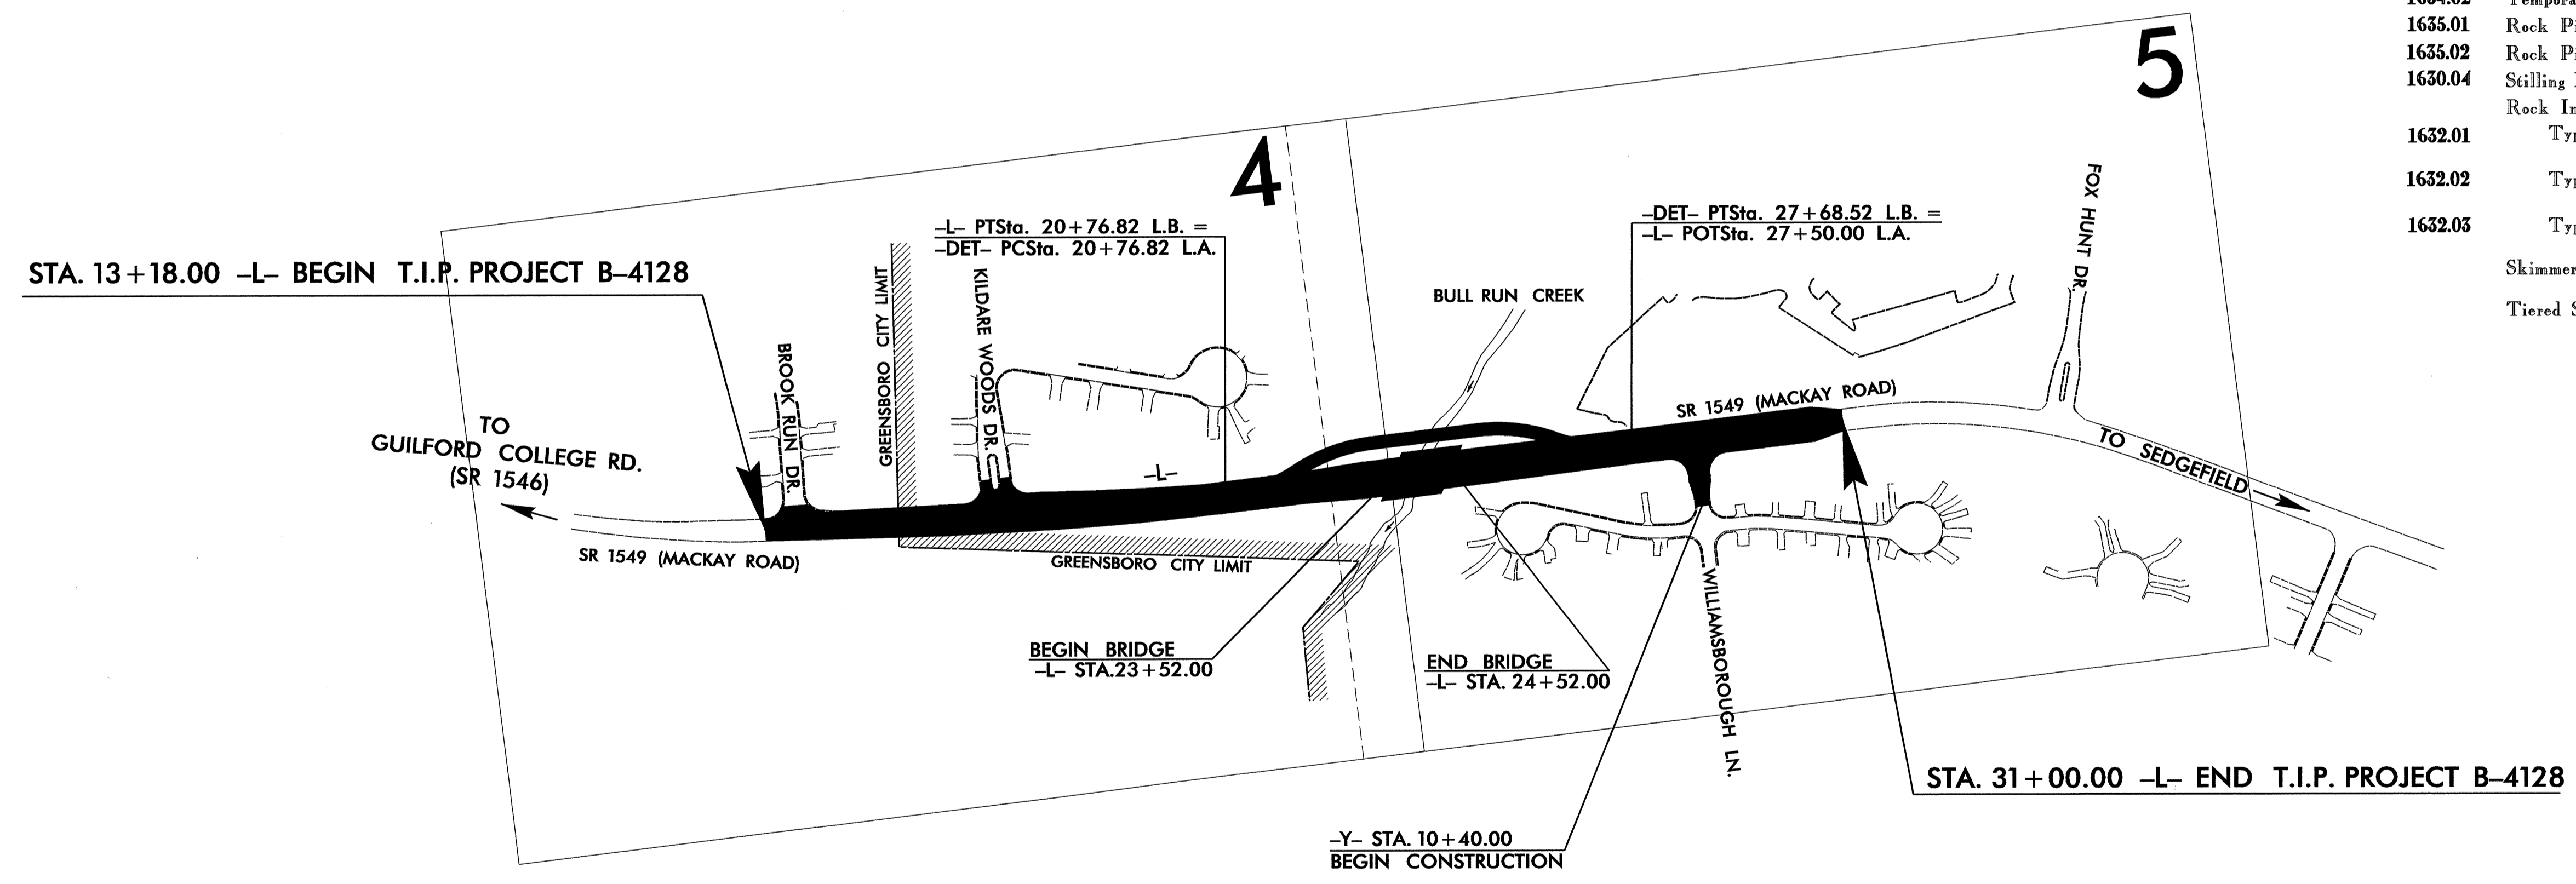 1635.01 Rock
1635.02 Rock
1630.04 Stilling
Rock
1632.01
1632.02
1632.03
5
4
FOX HUNT DR.
-L- PTSta. 20+76.82 L.B. =
-DET- PCSta. 20+76.82 L.A.
-DET- PTSta. 27+68.52 L.B. =
-L- POTSta. 27+50.00 L.A.
STA. 13+18.00 -L- BEGIN T.I.P. PROJECT B-4128
GREENSBORO CITY LIMIT
KILDARE WOODS DR.
BULL RUN CREEK
BROOK RUN DR.
SR 1549 (MACKAY ROAD)
TO
GUILFORD COLLEGE RD.
(SR 1546)
-L-
TO SEDGEFIELD
SR 1549 (MACKAY ROAD)
GREENSBORO CITY LIMIT
WILLIAMSBOROUGH LN.
BEGIN BRIDGE
-L- STA.23+52.00
END BRIDGE
-L- STA. 24+52.00
STA. 31+00.00 -L- END T.I.P. PROJECT B-4128
-Y- STA. 10+40.00
BEGIN CONSTRUCTION
Tiered